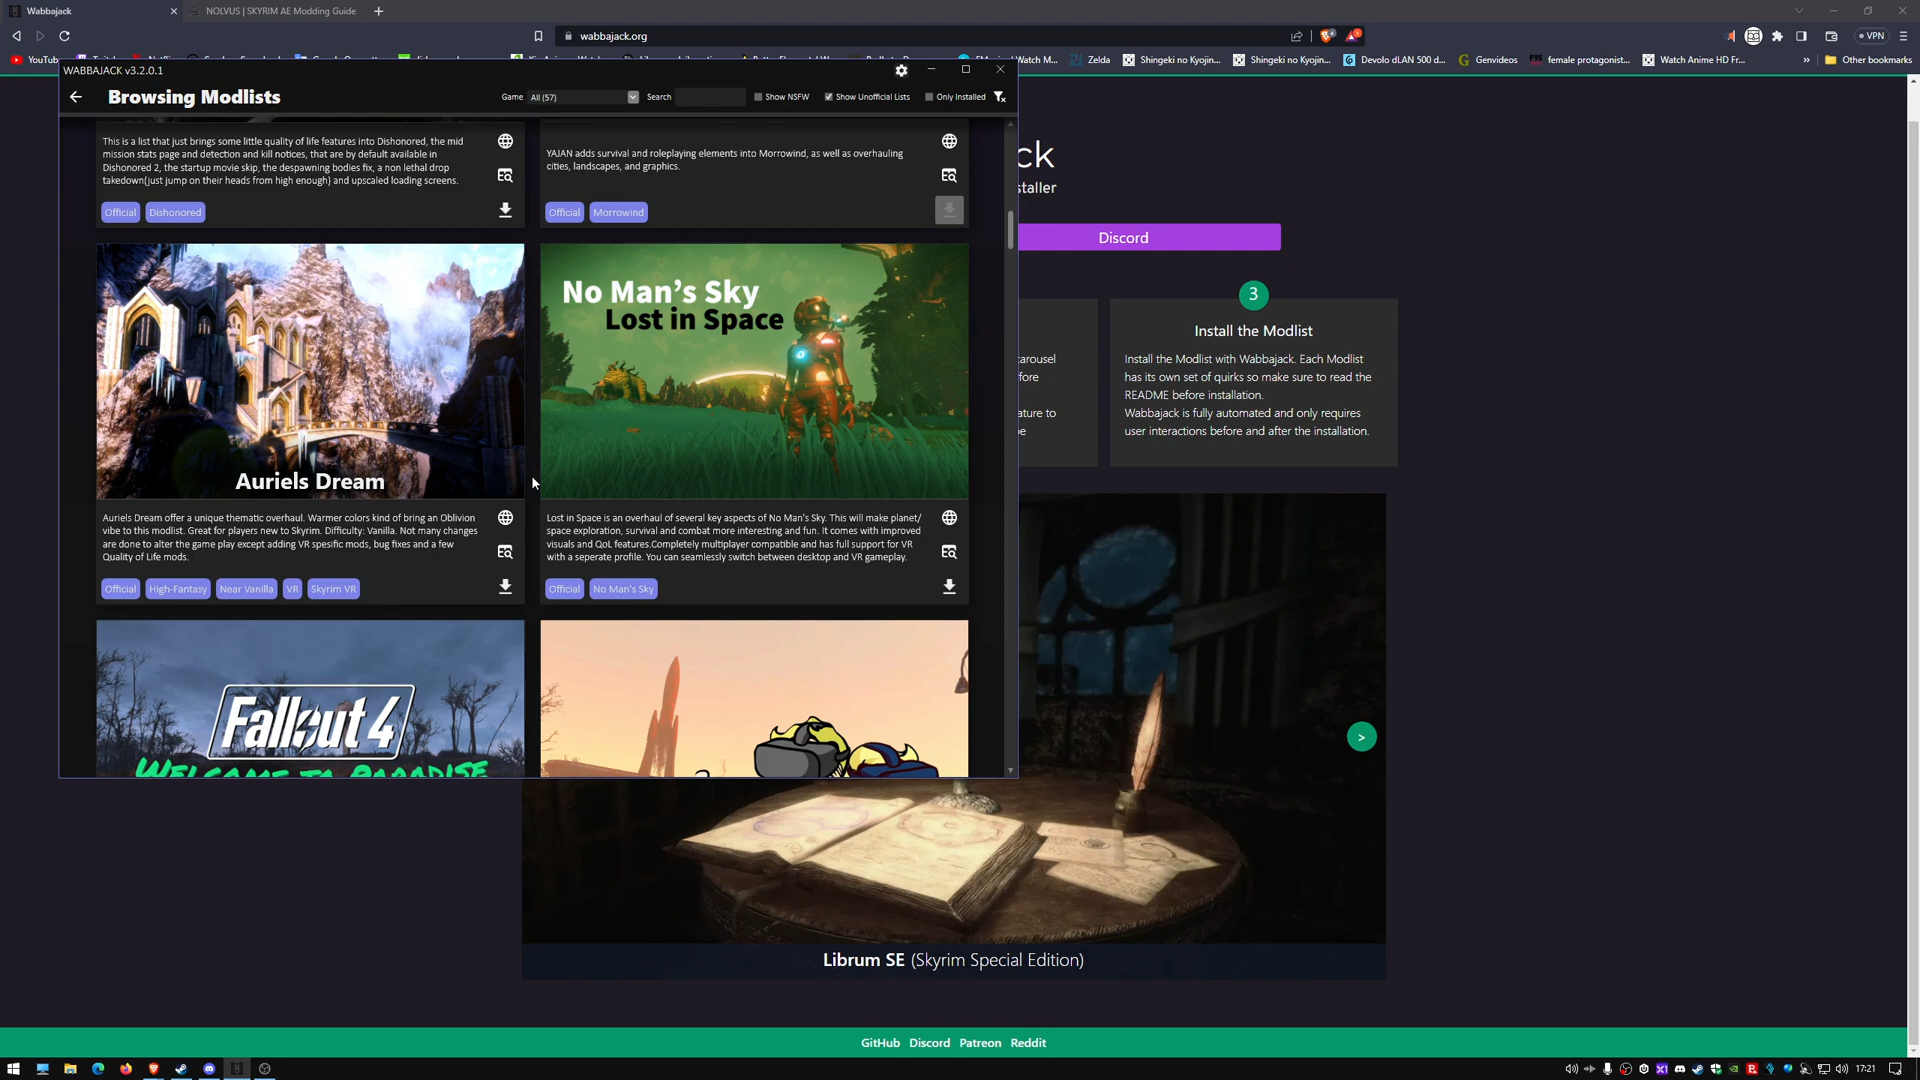 Wabbajack
NOLVUS | SKYRIM AE Modding Guide
wabbajack.org
VPN
YouTub
Watch M...
Zelda
Shingeki no Kyojin...
Shingeki no Kyojin...
Devolo dLAN 500 d...
Genvideos
female protagonist...
Watch Anime HD Fr...
Other bookmarks
WABBAJACK v3.2.0.1
Browsing Modlists
Game
All (57)
Search
Show NSFW
Show Unofficial Lists
Only Installed
This is a list that just brings some little quality of life features into Dishonored, the mid
mission stats page and detection and kill notices, that are by default available in
Dishonored 2, the startup movie skip, the despawning bodies fix, a non lethal drop
takedown(just jump on their heads from high enough) and upscaled loading screens.
Official
Dishonored
YAJAN adds survival and roleplaying elements into Morrowind, as well as overhauling
cities, landscapes, and graphics.
Official
Morrowind
Auriels Dream
Auriels Dream offer a unique thematic overhaul. Warmer colors kind of bring an Oblivion
vibe to this modlist. Great for players new to Skyrim. Difficulty: Vanilla. Not many changes
are done to alter the game play except adding VR spesific mods, bug fixes and a few
Quality of Life mods.
Official
High-Fantasy
Near Vanilla
VR
Skyrim VR
No Man's Sky
Lost in Space
Lost in Space is an overhaul of several key aspects of No Man's Sky. This will make planet/
space exploration, survival and combat more interesting and fun. It comes with improved
visuals and QoL features.Completely multiplayer compatible and has full support for VR
with a seperate profile. You can seamlessly switch between desktop and VR gameplay.
Official
No Man's Sky
Fallout 4
WELCOME TO PARADISE
ck
staller
Discord
arousel
fore
ature to
e
3
Install the Modlist
Install the Modlist with Wabbajack. Each Modlist
has its own set of quirks so make sure to read the
README before installation.
Wabbajack is fully automated and only requires
user interactions before and after the installation.
>
Librum SE (Skyrim Special Edition)
GitHub
Discord
Patreon
Reddit
17:21